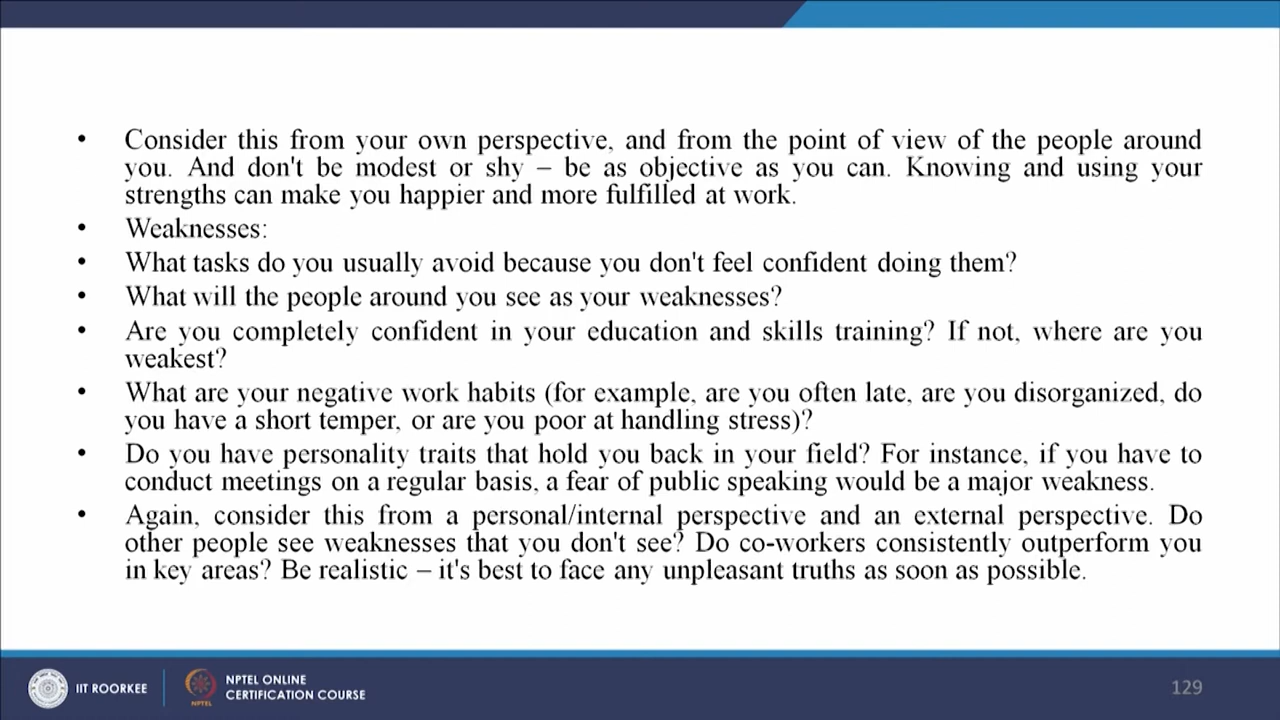 • Consider this from your own perspective, and from the point of view of the people around
you. And don't be modest or shy – be as objective as you can. Knowing and using your
strengths can make you happier and more fulfilled at work.
• Weaknesses:
• What tasks do you usually avoid because you don't feel confident doing them?
• What will the people around you see as your weaknesses?
• Are you completely confident in your education and skills training? If not, where are you
weakest?
• What are your negative work habits (for example, are you often late, are you disorganized, do
you have a short temper, or are you poor at handling stress)?
• Do you have personality traits that hold you back in your field? For instance, if you have to
conduct meetings on a regular basis, a fear of public speaking would be a major weakness.
• Again, consider this from a personal/internal perspective and an external perspective. Do
other people see weaknesses that you don't see? Do co-workers consistently outperform you
in key areas? Be realistic – it's best to face any unpleasant truths as soon as possible.
IIT ROORKEE
NPTEL
NPTEL ONLINE
CERTIFICATION COURSE
129